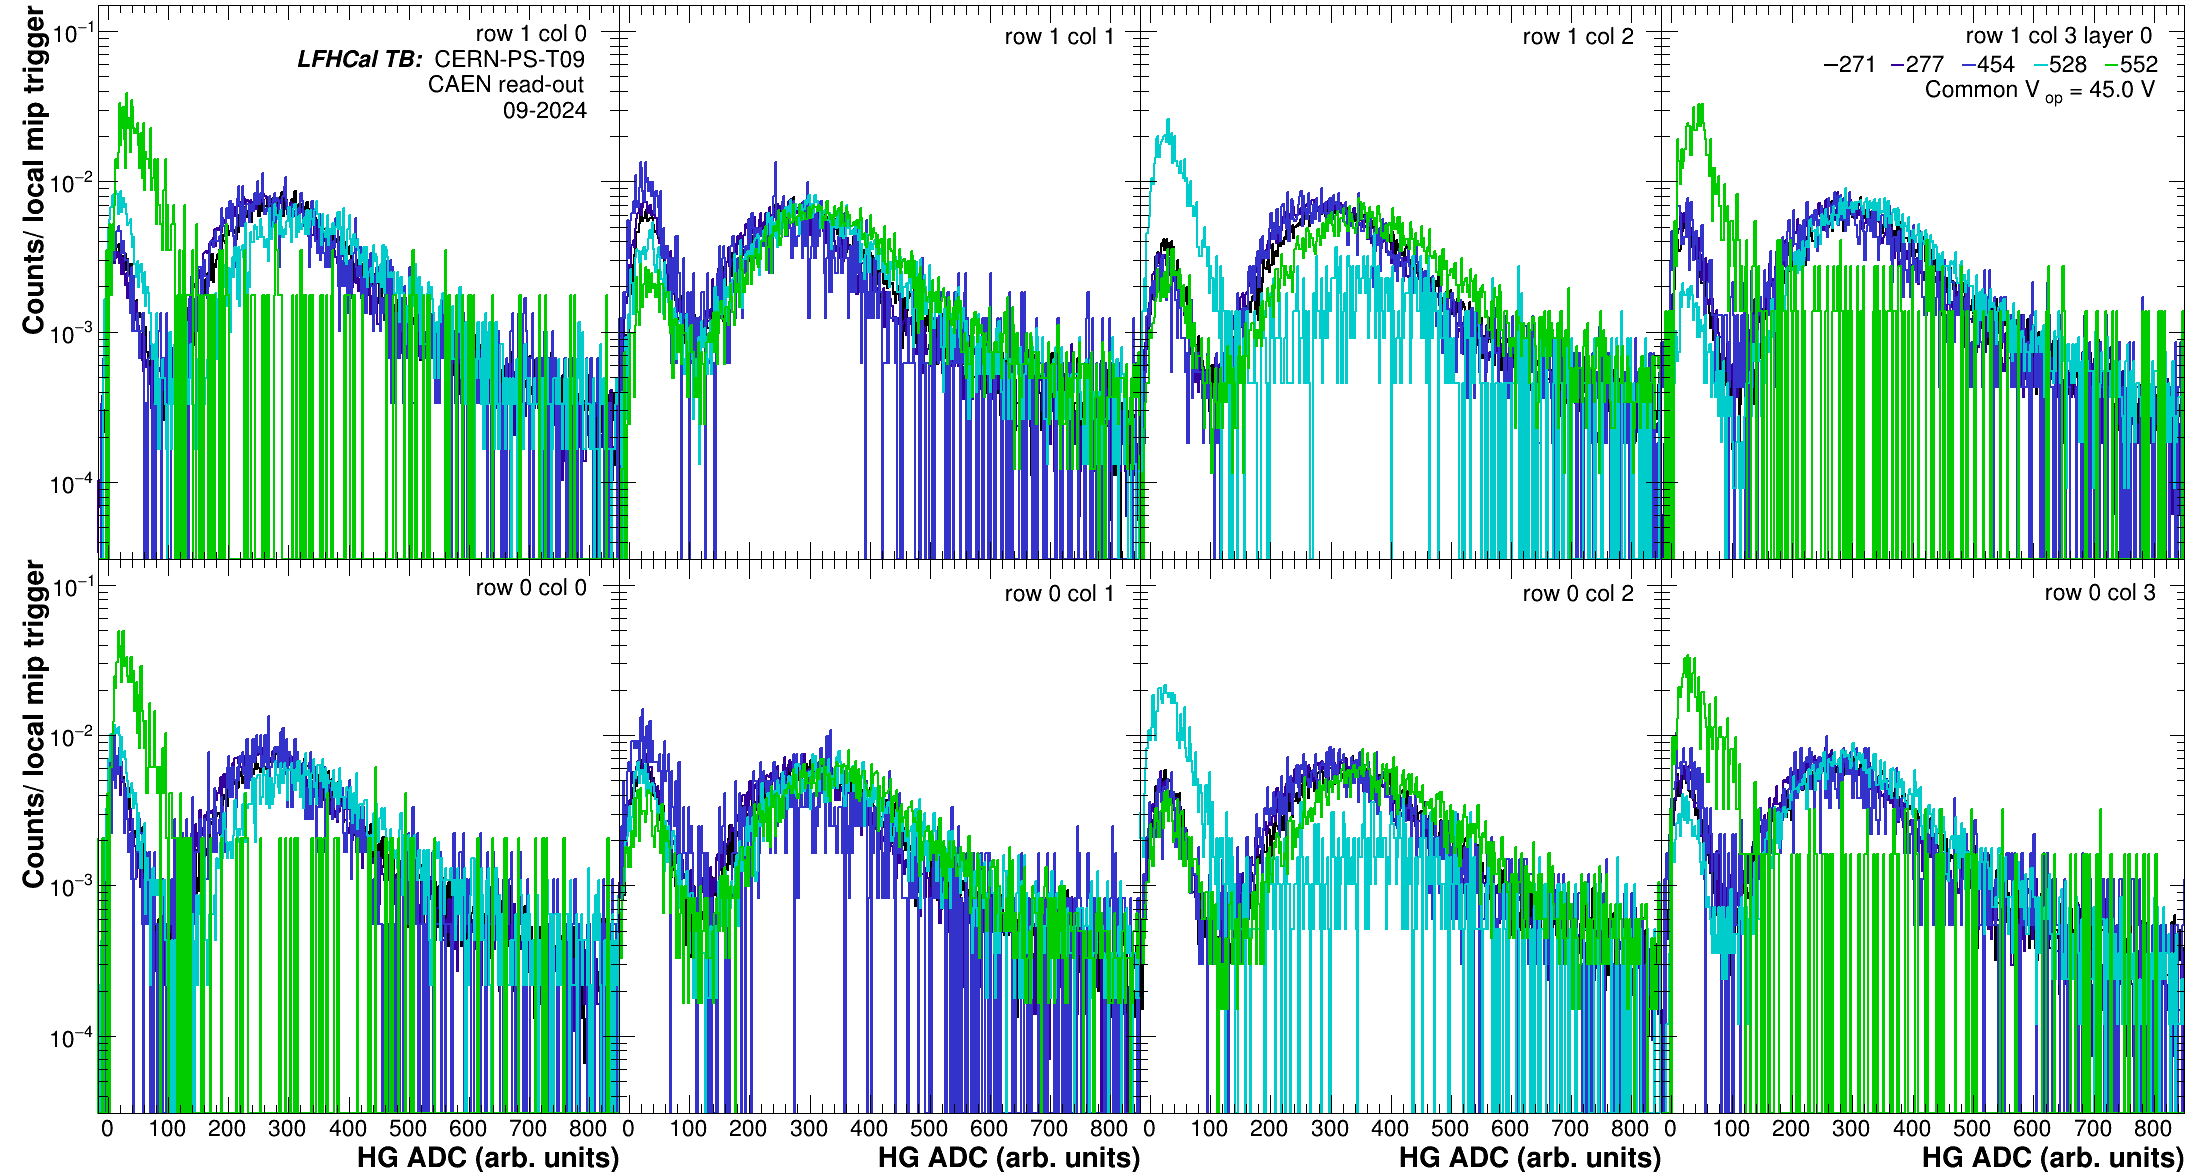 row 1 col 0
LFHCal TB: CERN-PS-T09
CAEN read-out
09-2024
row 1 col 1
row 1 col 2
row 1 col 3 layer 0
271 277 454 528 552
Common V op = 45.0 V
Counts/ local mip trigger
10−1
10−2
10−3
10−4
row 0 col 0
row 0 col 1
row 0 col 2
row 0 col 3
Counts/ local mip trigger
10−1
10−2
10−3
10−4
0 100 200 300 400 500 600 700 800
0 100 200 300 400 500 600 700 800
0 100 200 300 400 500 600 700 800
0 100 200 300 400 500 600 700 800
HG ADC (arb. units)
HG ADC (arb. units)
HG ADC (arb. units)
HG ADC (arb. units)